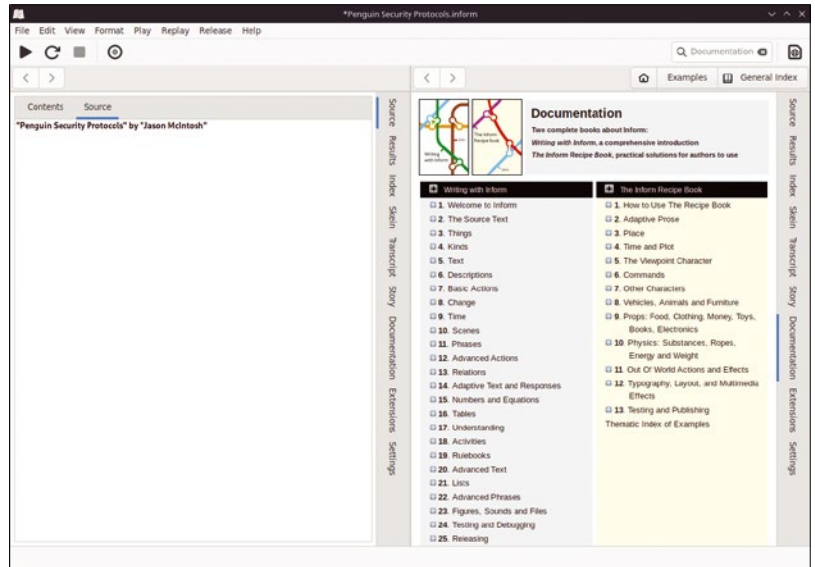 *Penguin Security Protocols.inform
File Edit View Format Play Replay Release Help
Documentation
Examples General Index
Contents Source
"Penguin Security Protocols" by "Jason McIntosh"
Source
Results
Index
Skein
Transcript
Story
Documentation
Extensions
Settings
Writing with Inform
The Inform Recipe Book
Documentation
Two complete books about Inform:
Writing with Inform, a comprehensive introduction
The Inform Recipe Book, practical solutions for authors to use
Writing with Inform
1. Welcome to Inform
2. The Source Text
3. Things
4. Kinds
5. Text
6. Descriptions
7. Basic Actions
8. Change
9. Time
10. Scenes
11. Phrases
12. Advanced Actions
13. Relations
14. Adaptive Text and Responses
15. Numbers and Equations
16. Tables
17. Understanding
18. Activities
19. Rulebooks
20. Advanced Text
21. Lists
22. Advanced Phrases
23. Figures, Sounds and Files
24. Testing and Debugging
25. Releasing
The Inform Recipe Book
1. How to Use The Recipe Book
2. Adaptive Prose
3. Place
4. Time and Plot
5. The Viewpoint Character
6. Commands
7. Other Characters
8. Vehicles, Animals and Furniture
9. Props: Food, Clothing, Money, Toys,
Books, Electronics
10. Physics: Substances, Ropes,
Energy and Weight
11. Out Of World Actions and Effects
12. Typography, Layout, and Multimedia
Effects
13. Testing and Publishing
Thematic Index of Examples
Source
Results
Index
Skein
Transcript
Story
Documentation
Extensions
Settings